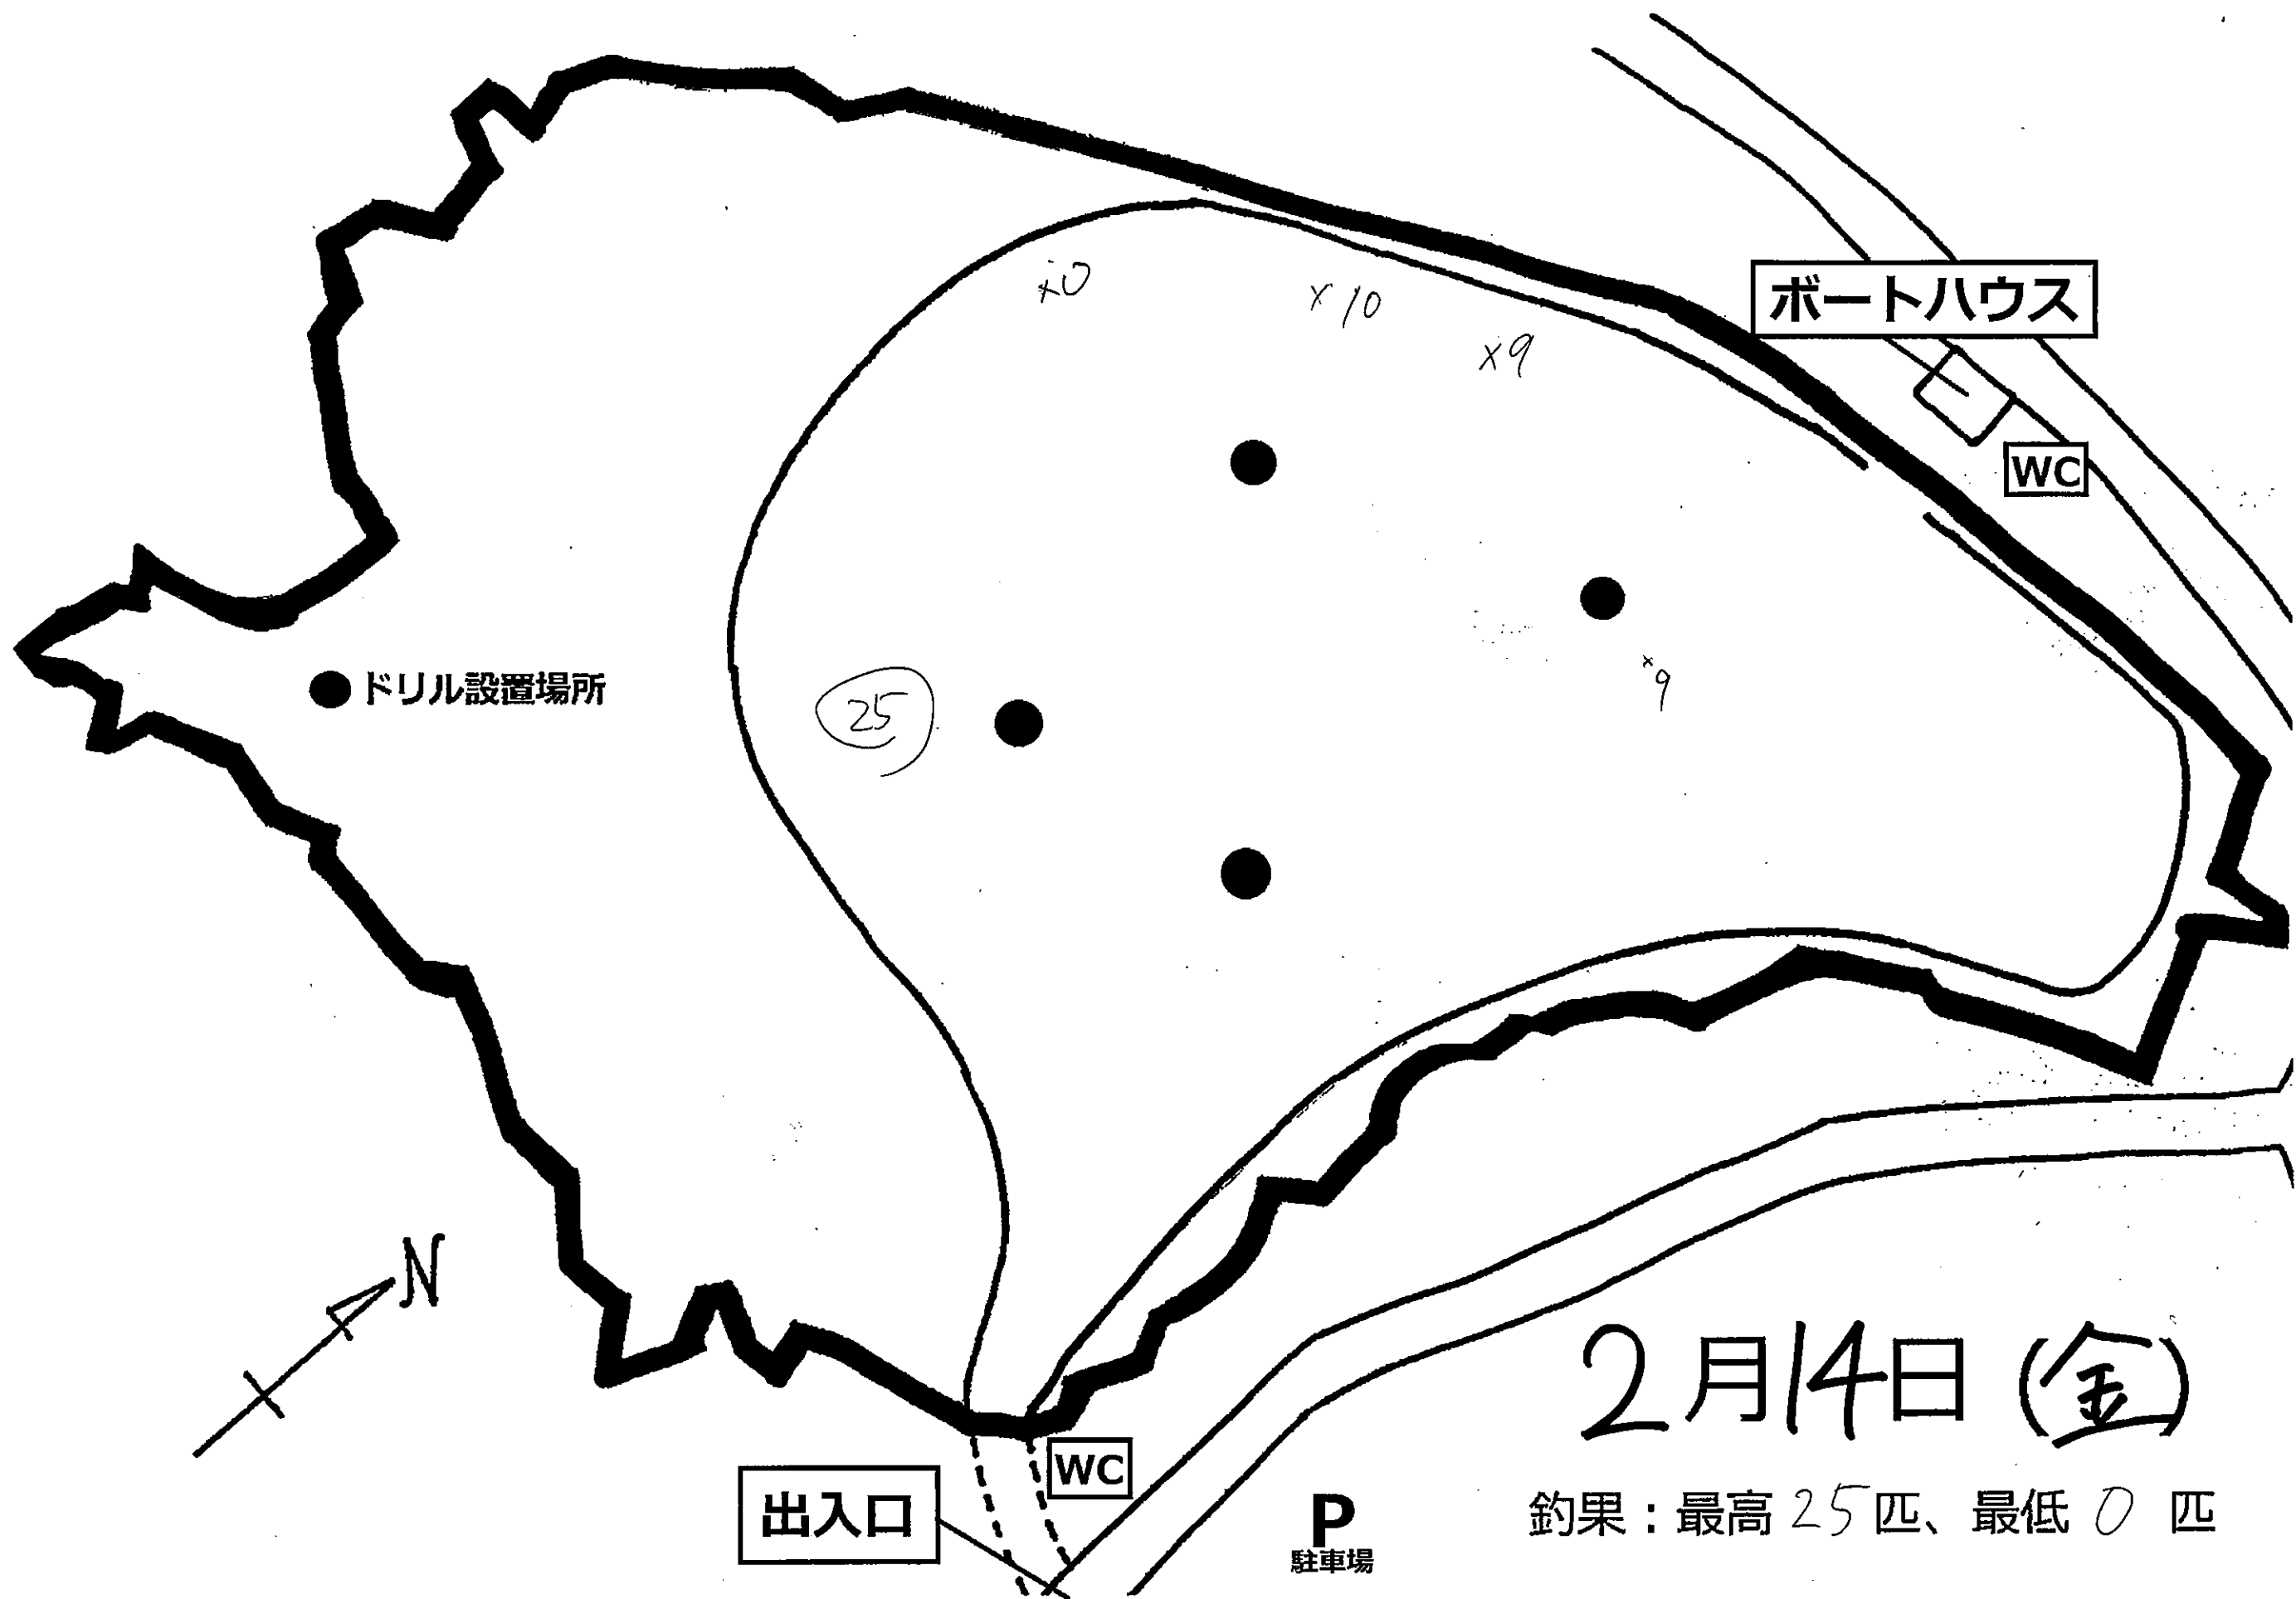 ×0
×10
×9
ボートハウス
WC
×9
●ドリル設置場所
25
N
2月14日(金)
WC
出入口
P
駐車場
釣果:最高25匹、最低0匹